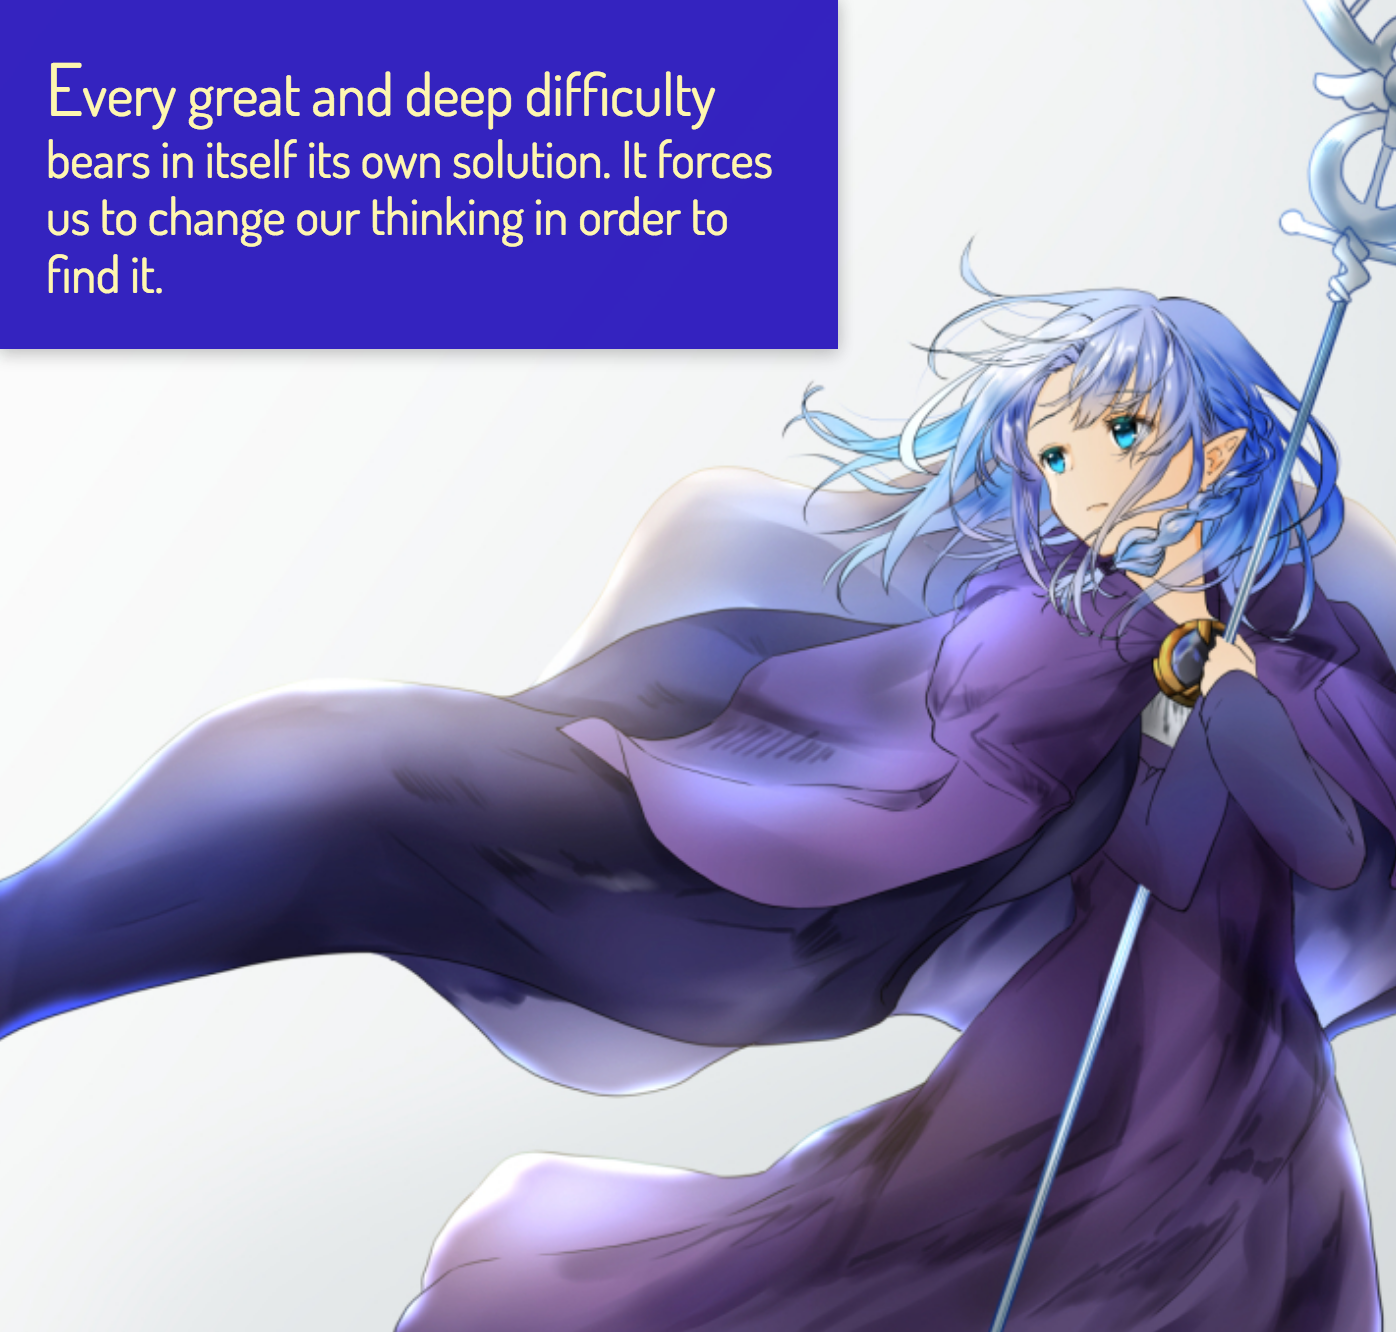 Every great and deep difficulty
bears in itself its own solution. It forces
us to change our thinking in order to
find it.